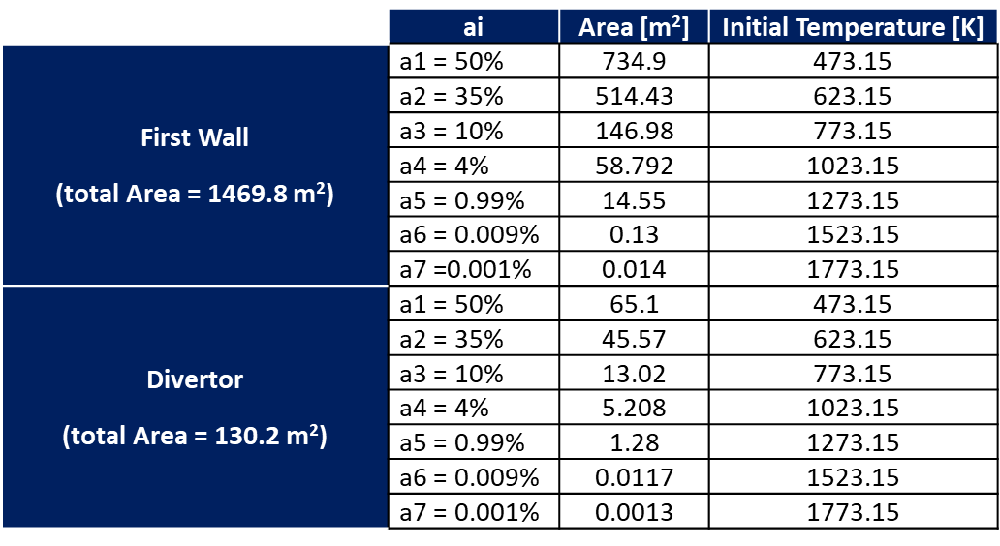 ai Area [m²] Initial Temperature [K]
First Wall
(total Area = 1469.8 m²)
a1 = 50% 734.9 473.15
a2 = 35% 514.43 623.15
a3 = 10% 146.98 773.15
a4 = 4% 58.792 1023.15
a5 = 0.99% 14.55 1273.15
a6 = 0.009% 0.13 1523.15
a7 =0.001% 0.014 1773.15
Divertor
(total Area = 130.2 m²)
a1 = 50% 65.1 473.15
a2 = 35% 45.57 623.15
a3 = 10% 13.02 773.15
a4 = 4% 5.208 1023.15
a5 = 0.99% 1.28 1273.15
a6 = 0.009% 0.0117 1523.15
a7 = 0.001% 0.0013 1773.15